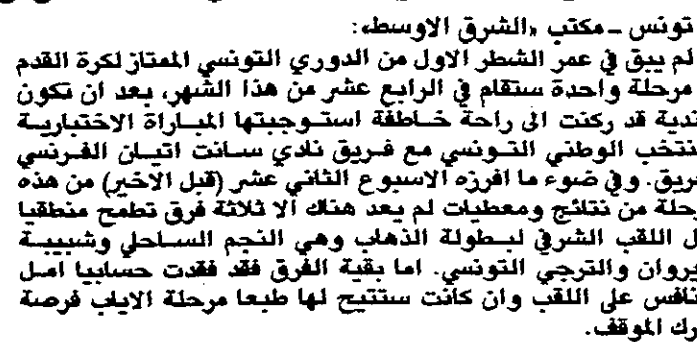 تونس ـ مكتب «الشرق الاوسط»:
لم يبق في عمر الشطر الاول من الدوري التونسي الممتاز لكرة القدم
مرحلة واحدة ستقام في الرابع عشر من هذا الشهر، بعد ان تكون
ندية قد ركنت الى راحة خاطفة استوجبتها المباراة الاختبارية
نتخب الوطني التونسي مع فريق نادي سانت اتيان الفرنسي
ريق. وفي ضوء ما افرزه الاسبوع الثاني عشر (قبل الاخير) من هذه
رحلة من نتائج ومعطيات لم يعد هناك الا ثلاثة فرق تطمح منطقيا
ل اللقب الشرفي لبطولة الذهاب وهي النجم الساحلي وشبيبة
يروان والترجي التونسي. اما بقية الفرق فقد فقدت حسابيا امل
نافس على اللقب وان كانت ستتيح لها طبعا مرحلة الاياب فرصة
رك الموقف.